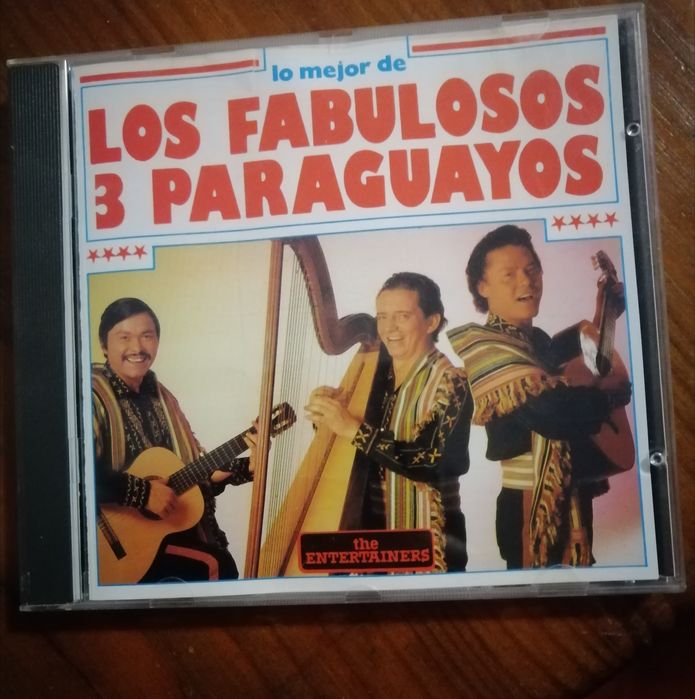 lo mejor de
LOS FABULOSOS
3 PARAGUAYOS
the
ENTERTAINERS